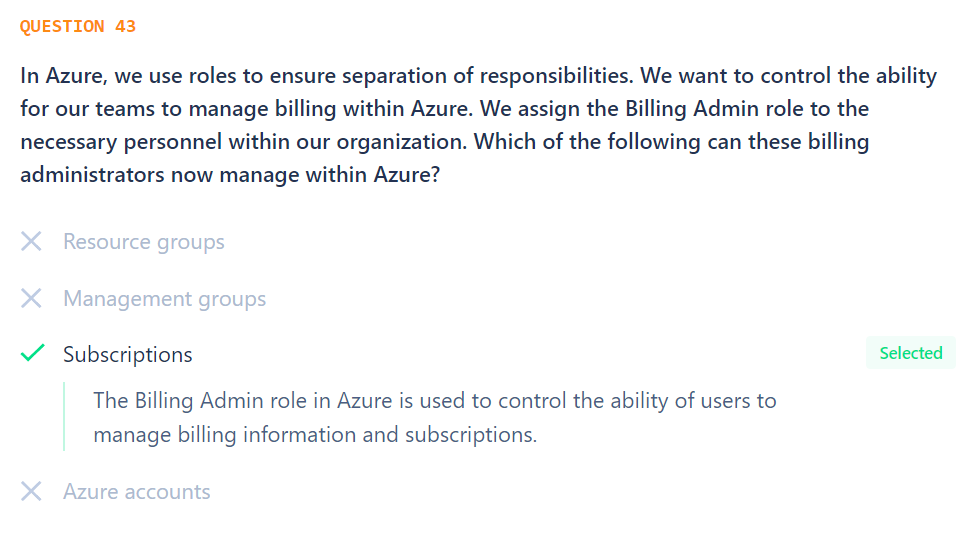 QUESTION 43
In Azure, we use roles to ensure separation of responsibilities. We want to control the ability
for our teams to manage billing within Azure. We assign the Billing Admin role to the
necessary personnel within our organization. Which of the following can these billing
administrators now manage within Azure?
Resource groups
Management groups
Subscriptions
Selected
The Billing Admin role in Azure is used to control the ability of users to
manage billing information and subscriptions.
Azure accounts